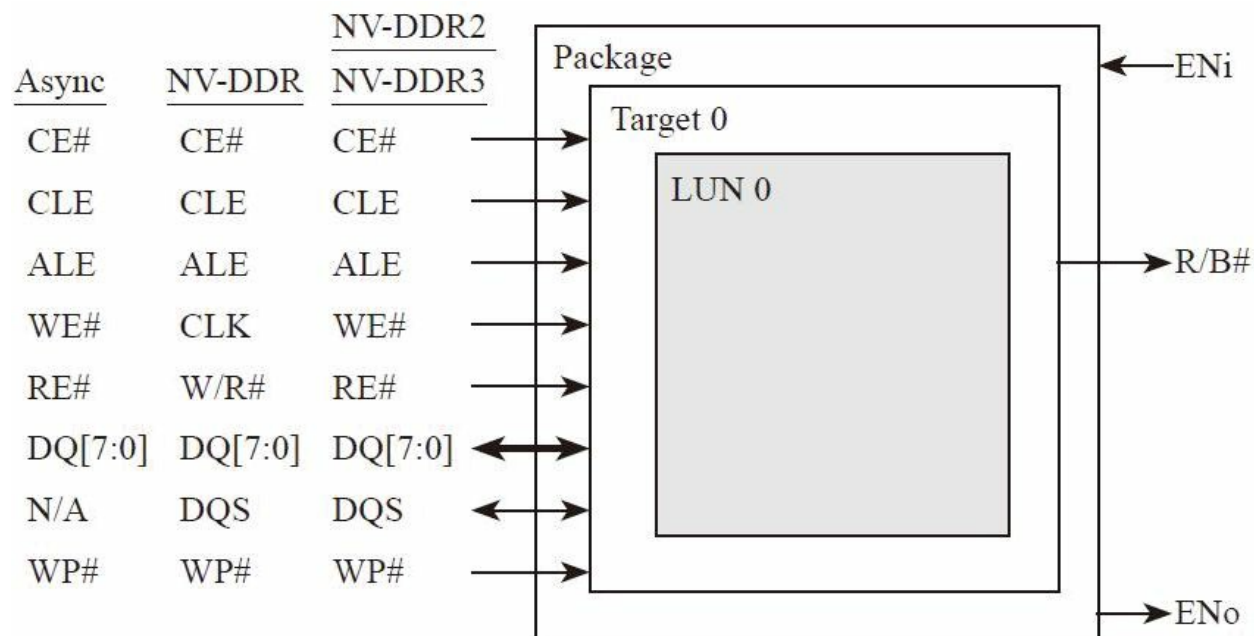 NV-DDR2
Async NV-DDR NV-DDR3
CE# CE# CE#
CLE CLE CLE
ALE ALE ALE
WE# CLK WE#
RE# W/R# RE#
DQ[7:0] DQ[7:0] DQ[7:0]
N/A DQS DQS
WP# WP# WP#
Package
Target 0
LUN 0
ENi
R/B#
ENo